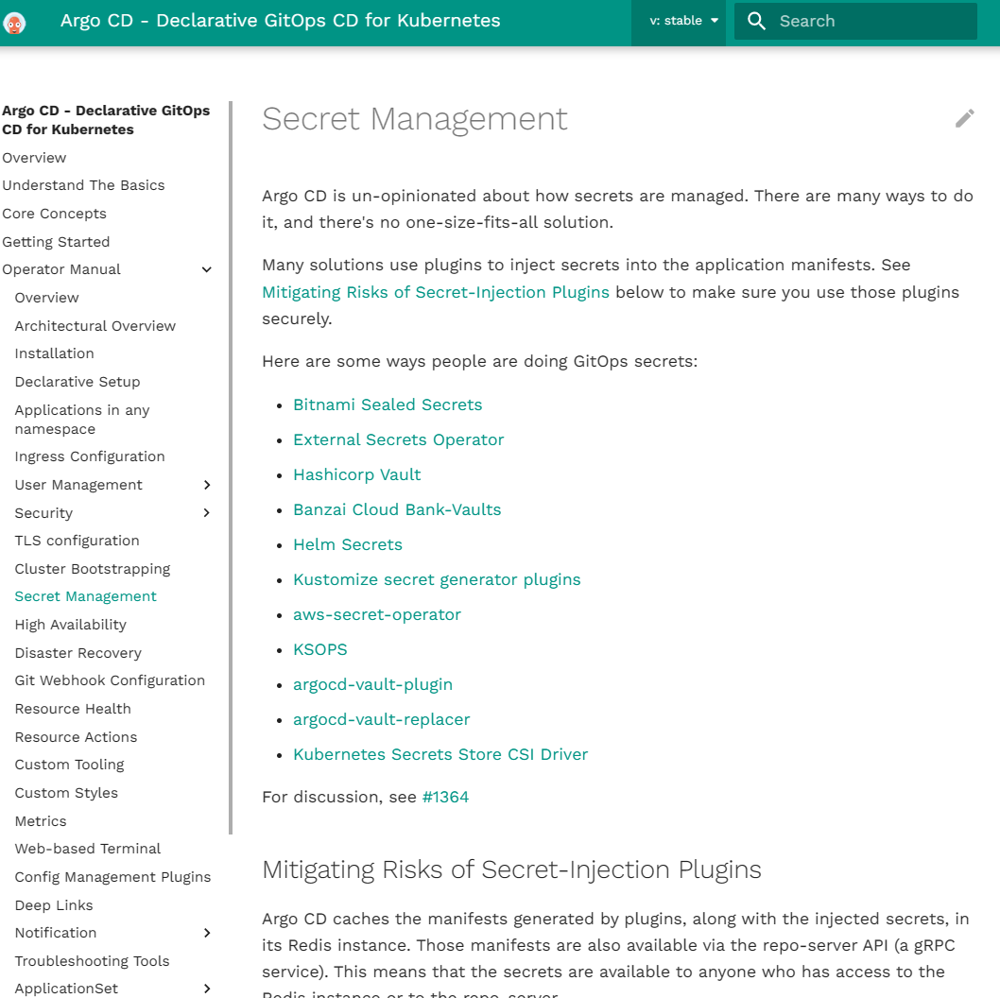 Argo CD - Declarative GitOps CD for Kubernetes
v: stable
Search
Argo CD - Declarative GitOps
CD for Kubernetes
Overview
Understand The Basics
Core Concepts
Getting Started
Operator Manual
Overview
Architectural Overview
Installation
Declarative Setup
Applications in any
namespace
Ingress Configuration
User Management
Security
TLS configuration
Cluster Bootstrapping
Secret Management
High Availability
Disaster Recovery
Git Webhook Configuration
Resource Health
Resource Actions
Custom Tooling
Custom Styles
Metrics
Web-based Terminal
Config Management Plugins
Deep Links
Notification
Troubleshooting Tools
ApplicationSet
Secret Management
Argo CD is un-opinionated about how secrets are managed. There are many ways to do
it, and there's no one-size-fits-all solution.
Many solutions use plugins to inject secrets into the application manifests. See
Mitigating Risks of Secret-Injection Plugins below to make sure you use those plugins
securely.
Here are some ways people are doing GitOps secrets:
• Bitnami Sealed Secrets
• External Secrets Operator
• Hashicorp Vault
• Banzai Cloud Bank-Vaults
• Helm Secrets
• Kustomize secret generator plugins
• aws-secret-operator
• KSOPS
• argocd-vault-plugin
• argocd-vault-replacer
• Kubernetes Secrets Store CSI Driver
For discussion, see #1364
Mitigating Risks of Secret-Injection Plugins
Argo CD caches the manifests generated by plugins, along with the injected secrets, in
its Redis instance. Those manifests are also available via the repo-server API (a gRPC
service). This means that the secrets are available to anyone who has access to the
Redis instance or to the repo-server.